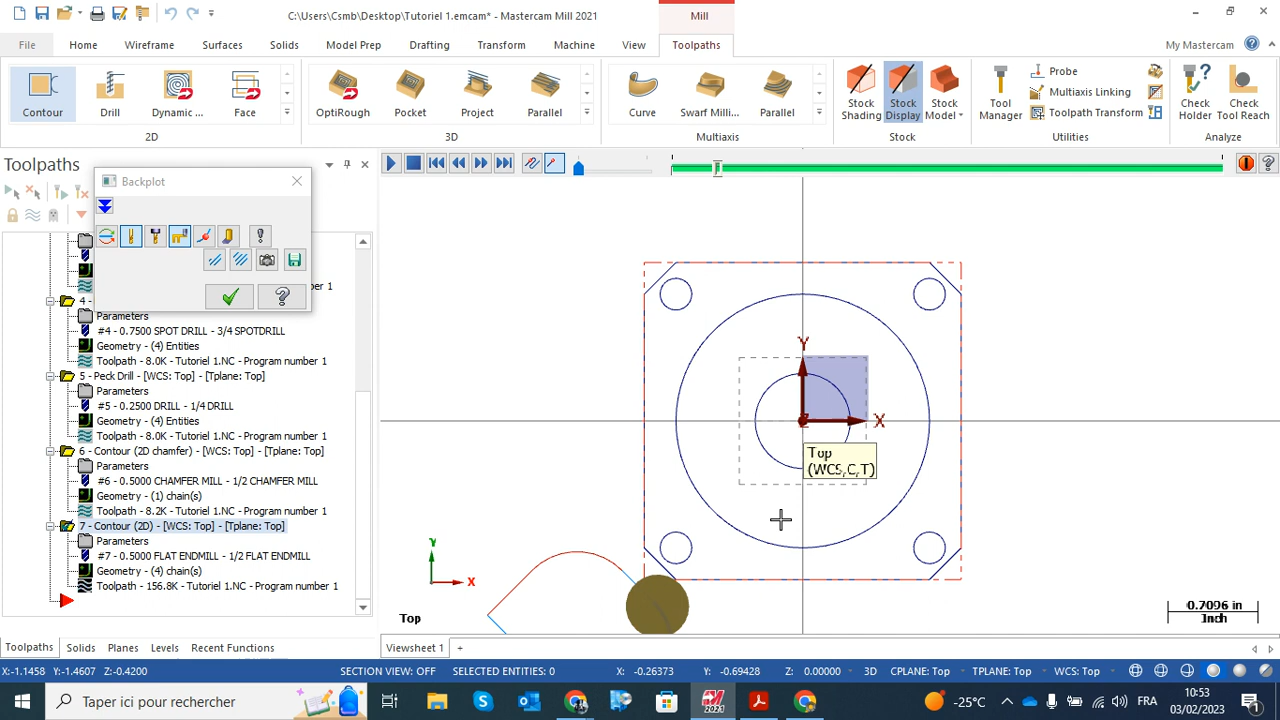 C:\Users\Csmb\Desktop\Tutoriel 1.emcam* - Mastercam Mill 2021
Mill
File
Home
Wireframe
Surfaces
Solids
Model Prep
Drafting
Transform
Machine
View
Toolpaths
My Mastercam
Contour
Drill
Dynamic ...
Face
2D
OptiRough
Pocket
Project
Parallel
3D
Curve
Swarf Milli...
Parallel
Multiaxis
Stock Shading
Stock Display
Stock Model
Stock
Tool Manager
Probe
Multiaxis Linking
Toolpath Transform
Utilities
Check Holder
Check Tool Reach
Analyze
Toolpaths
Backplot
er 1
4 -
Parameters
#4 - 0.7500 SPOT DRILL - 3/4 SPOTDRILL
Geometry - (4) Entities
Toolpath - 8.0K - Tutoriel 1.NC - Program number 1
5 - Peck Drill - [WCS: Top] - [Tplane: Top]
Parameters
#5 - 0.2500 DRILL - 1/4 DRILL
Geometry - (4) Entities
Toolpath - 8.0K - Tutoriel 1.NC - Program number 1
6 - Contour (2D chamfer) - [WCS: Top] - [Tplane: Top]
Parameters
#6 - 0.5000 CHAMFER MILL - 1/2 CHAMFER MILL
Geometry - (1) chain(s)
Toolpath - 8.2K - Tutoriel 1.NC - Program number 1
7 - Contour (2D) - [WCS: Top] - [Tplane: Top]
Parameters
#7 - 0.5000 FLAT ENDMILL - 1/2 FLAT ENDMILL
Geometry - (4) chain(s)
Toolpath - 156.8K - Tutoriel 1.NC - Program number 1
Y
X
Z
Top
(WCS,C,T)
Y
X
Top
0.7096 in
Inch
Toolpaths
Solids
Planes
Levels
Recent Functions
Viewsheet 1
+
X:-1.1458 Y:-1.4607 Z:-0.4200
SECTION VIEW: OFF
SELECTED ENTITIES: 0
X: -0.26373
Y: -0.69428
Z: 0.00000
3D
CPLANE: Top
TPLANE: Top
WCS: Top
Taper ici pour rechercher
2021
-25°C
FRA
10:53
03/02/2023
1